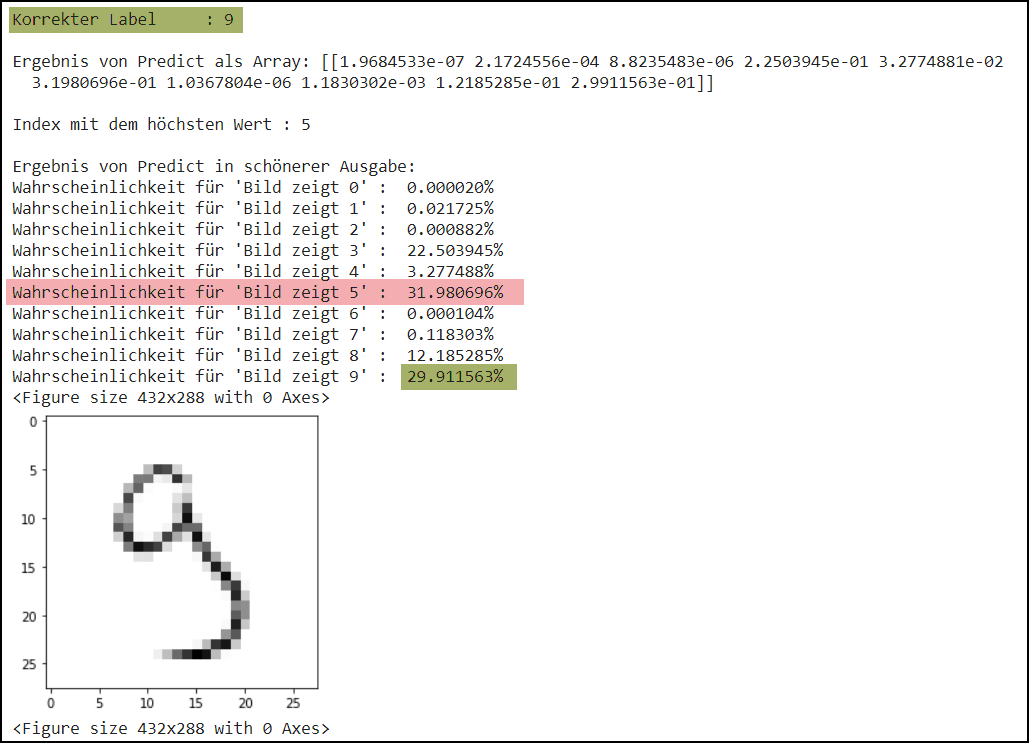 Korrekter Label     : 9
Ergebnis von Predict als Array: [[1.9684533e-07 2.1724556e-04 8.8235483e-06 2.2503945e-01 3.2774881e-02
3.1980696e-01 1.0367804e-06 1.1830302e-03 1.2185285e-01 2.9911563e-01]]
Index mit dem höchsten Wert : 5
Ergebnis von Predict in schönerer Ausgabe:
Wahrscheinlichkeit für 'Bild zeigt 0' :  0.000020%
Wahrscheinlichkeit für 'Bild zeigt 1' :  0.021725%
Wahrscheinlichkeit für 'Bild zeigt 2' :  0.000882%
Wahrscheinlichkeit für 'Bild zeigt 3' :  22.503945%
Wahrscheinlichkeit für 'Bild zeigt 4' :  3.277488%
Wahrscheinlichkeit für 'Bild zeigt 5' :  31.980696%
Wahrscheinlichkeit für 'Bild zeigt 6' :  0.000104%
Wahrscheinlichkeit für 'Bild zeigt 7' :  0.118303%
Wahrscheinlichkeit für 'Bild zeigt 8' :  12.185285%
Wahrscheinlichkeit für 'Bild zeigt 9' :  29.911563%
<Figure size 432x288 with 0 Axes>
0
5
10
15
20
25
0 5 10 15 20 25
<Figure size 432x288 with 0 Axes>